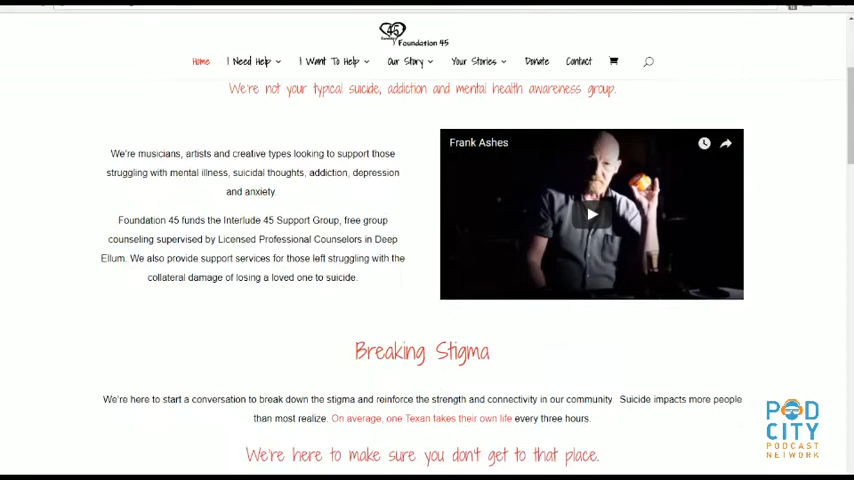 45
Foundation 45
Home
I Need Help
I Want To Help
Our Story
Your Stories
Donate
Contact
We're not your typical suicide, addiction and mental health awareness group.
We're musicians, artists and creative types looking to support those
struggling with mental illness, suicidal thoughts, addiction, depression
and anxiety.
Foundation 45 funds the Interlude 45 Support Group, free group
counseling supervised by Licensed Professional Counselors in Deep
Ellum. We also provide support services for those left struggling with the
collateral damage of losing a loved one to suicide.
Frank Ashes
Breaking Stigma
We're here to start a conversation to break down the stigma and reinforce the strength and connectivity in our community. Suicide impacts more people
than most realize. On average, one Texan takes their own life every three hours.
We're here to make sure you don't get to that place.
POD
CITY
PODCAST
NETWORK